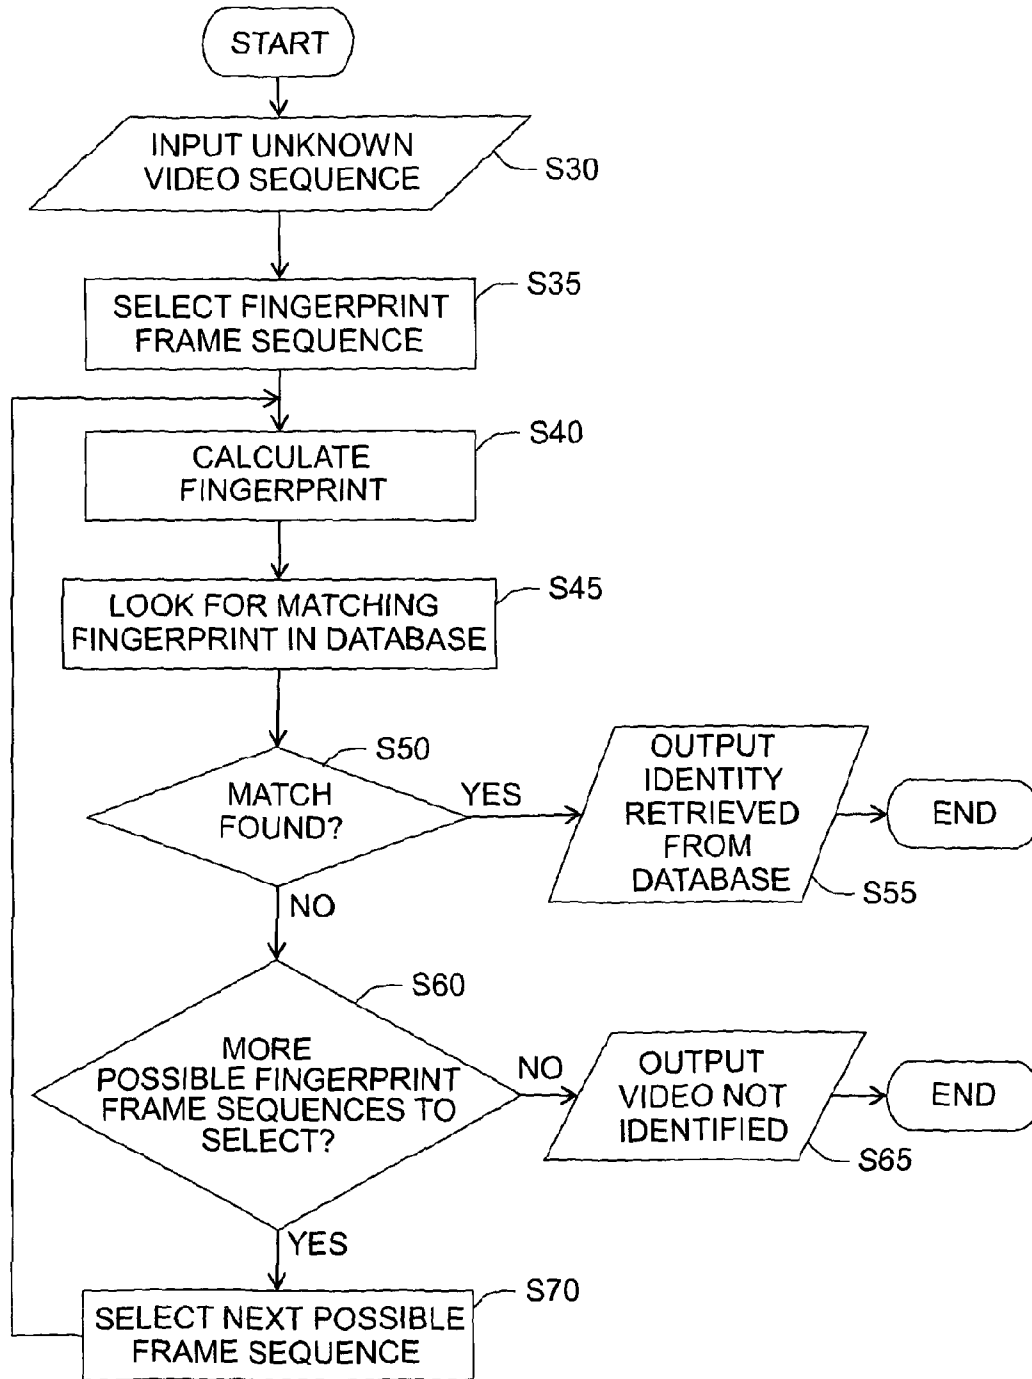 START
INPUT UNKNOWN
VIDEO SEQUENCE
S30
S35
SELECT FINGERPRINT
FRAME SEQUENCE
S40
CALCULATE
FINGERPRINT
S45
LOOK FOR MATCHING
FINGERPRINT IN DATABASE
S50
MATCH
FOUND?
YES
OUTPUT
IDENTITY
RETRIEVED
FROM
DATABASE
S55
END
NO
S60
MORE
POSSIBLE FINGERPRINT
FRAME SEQUENCES TO
SELECT?
NO
OUTPUT
VIDEO NOT
IDENTIFIED
S65
END
YES
S70
SELECT NEXT POSSIBLE
FRAME SEQUENCE